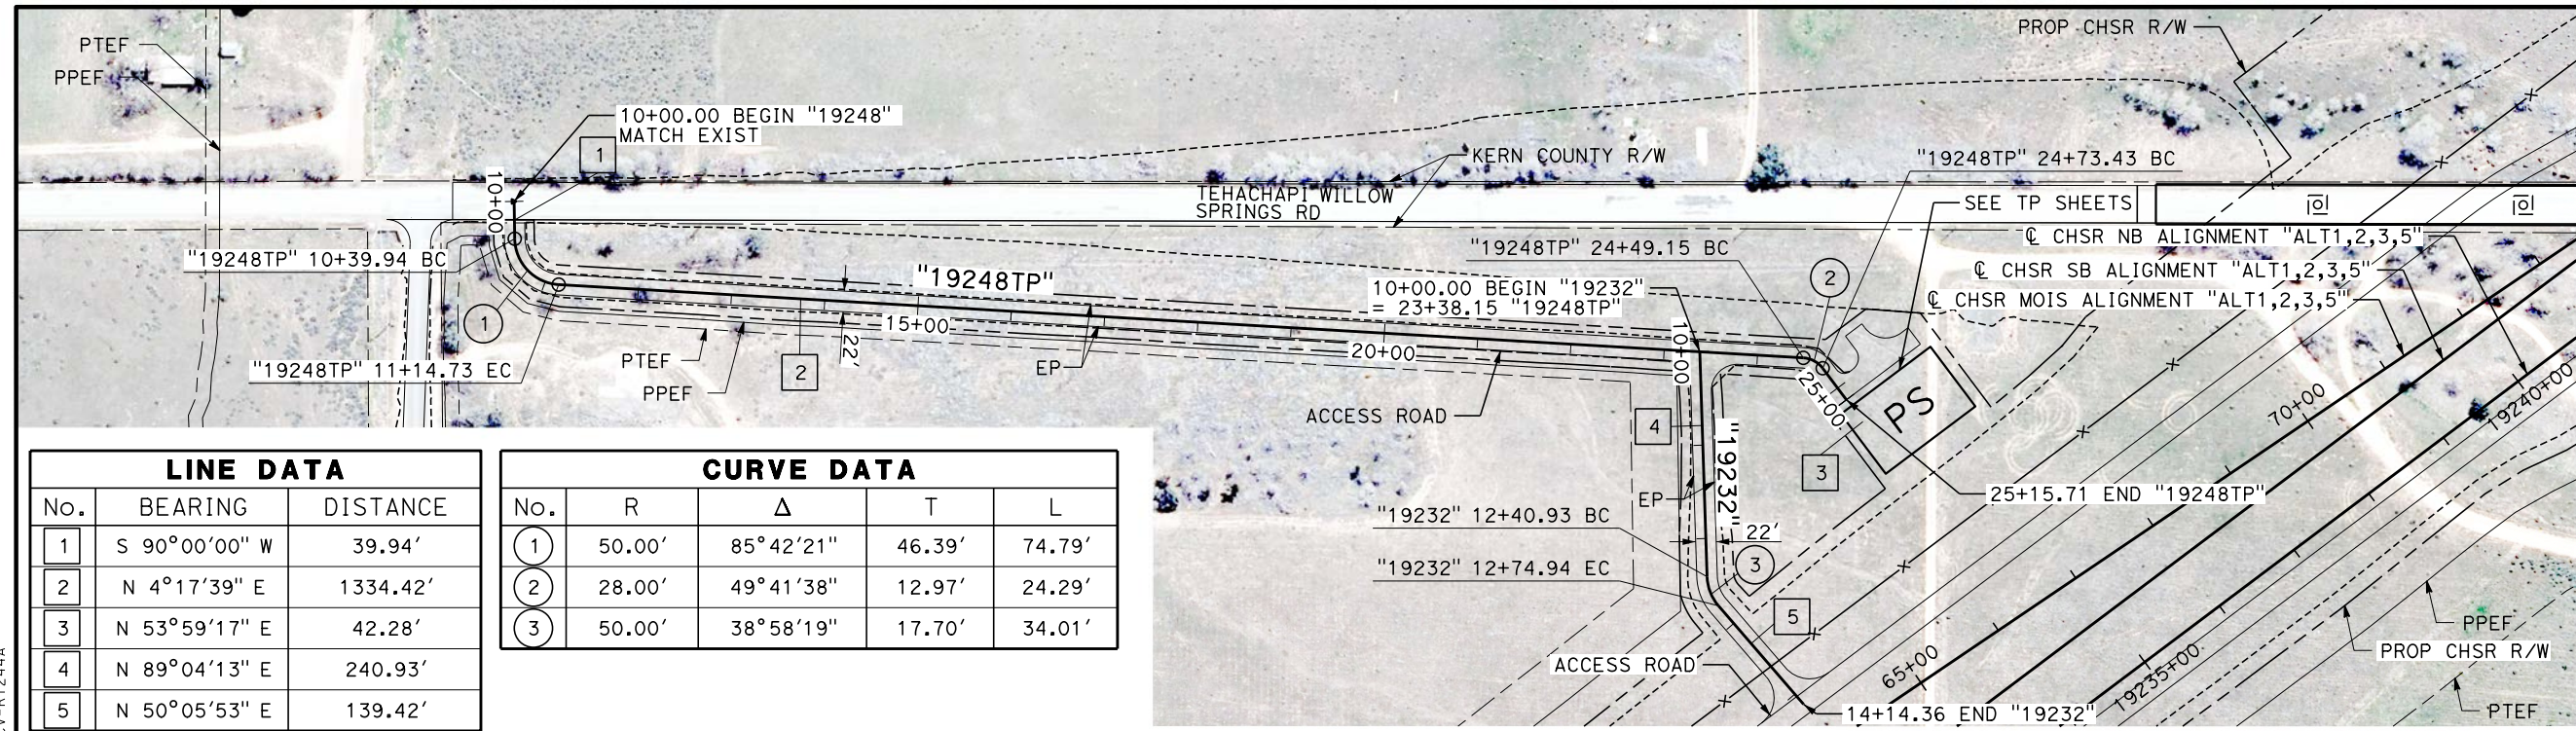 PTEF
PPEF
10+00.00 BEGIN "19248"
MATCH EXIST
1
10+00
"19248TP" 10+39.94 BC
1
"19248TP" 11+14.73 EC
"19248TP"
15+00
22'
2
PTEF
PPEF
EP
20+00
ACCESS ROAD
KERN COUNTY R/W
TEHACHAPI WILLOW
SPRINGS RD
PROP CHSR R/W
"19248TP" 24+73.43 BC
SEE TP SHEETS
"19248TP" 24+49.15 BC
2
10+00.00 BEGIN "19232"
= 23+38.15 "19248TP"
℄ CHSR NB ALIGNMENT "ALT1,2,3,5"
℄ CHSR SB ALIGNMENT "ALT1,2,3,5"
℄ CHSR MOIS ALIGNMENT "ALT1,2,3,5"
10+00
25+00
PS
70+00
19240+00
4
3
"19232"
EP
25+15.71 END "19248TP"
"19232" 12+40.93 BC
22'
3
"19232" 12+74.94 EC
5
ACCESS ROAD
65+00
19235+00
14+14.36 END "19232"
PPEF
PROP CHSR R/W
PTEF
LINE DATA
No. BEARING DISTANCE
1 S 90°00'00" W 39.94'
2 N 4°17'39" E 1334.42'
3 N 53°59'17" E 42.28'
4 N 89°04'13" E 240.93'
5 N 50°05'53" E 139.42'
CURVE DATA
No. R Δ T L
1 50.00' 85°42'21" 46.39' 74.79'
2 28.00' 49°41'38" 12.97' 24.29'
3 50.00' 38°58'19" 17.70' 34.01'